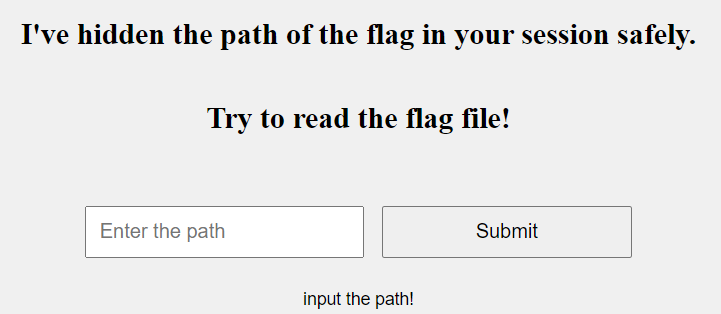 I've hidden the path of the flag in your session safely.
Try to read the flag file!
Enter the path
Submit
input the path!